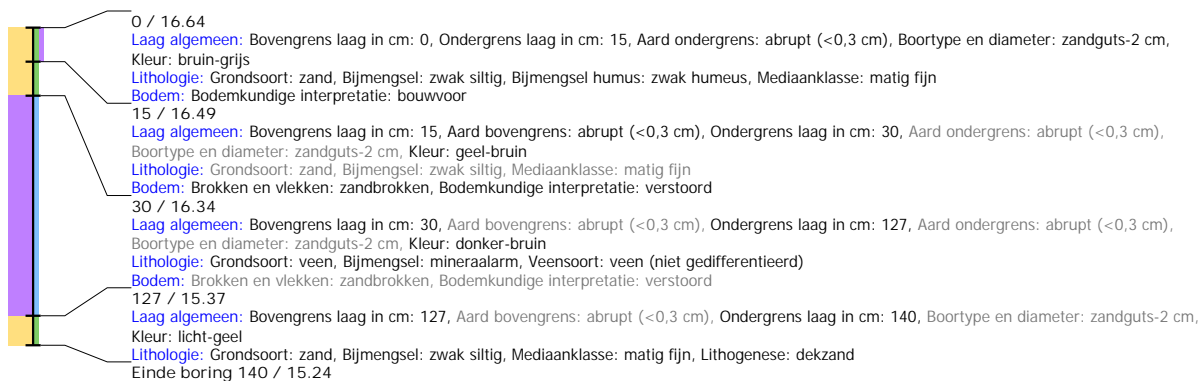 0 / 16.64
Laag algemeen: Bovengrens laag in cm: 0, Ondergrens laag in cm: 15, Aard ondergrens: abrupt (<0,3 cm), Boortype en diameter: zandguts-2 cm,
Kleur: bruin-grijs
Lithologie: Grondsoort: zand, Bijmengsel: zwak siltig, Bijmengsel humus: zwak humeus, Mediaanklasse: matig fijn
Bodem: Bodemkundige interpretatie: bouwvoor
15 / 16.49
Laag algemeen: Bovengrens laag in cm: 15, Aard bovengrens: abrupt (<0,3 cm), Ondergrens laag in cm: 30, Aard ondergrens: abrupt (<0,3 cm),
Boortype en diameter: zandguts-2 cm, Kleur: geel-bruin
Lithologie: Grondsoort: zand, Bijmengsel: zwak siltig, Mediaanklasse: matig fijn
Bodem: Brokken en vlekken: zandbrokken, Bodemkundige interpretatie: verstoord
30 / 16.34
Laag algemeen: Bovengrens laag in cm: 30, Aard bovengrens: abrupt (<0,3 cm), Ondergrens laag in cm: 127, Aard ondergrens: abrupt (<0,3 cm),
Boortype en diameter: zandguts-2 cm, Kleur: donker-bruin
Lithologie: Grondsoort: veen, Bijmengsel: mineraalarm, Veensoort: veen (niet gedifferentieerd)
Bodem: Brokken en vlekken: zandbrokken, Bodemkundige interpretatie: verstoord
127 / 15.37
Laag algemeen: Bovengrens laag in cm: 127, Aard bovengrens: abrupt (<0,3 cm), Ondergrens laag in cm: 140, Boortype en diameter: zandguts-2 cm,
Kleur: licht-geel
Lithologie: Grondsoort: zand, Bijmengsel: zwak siltig, Mediaanklasse: matig fijn, Lithogenese: dekzand
Einde boring 140 / 15.24